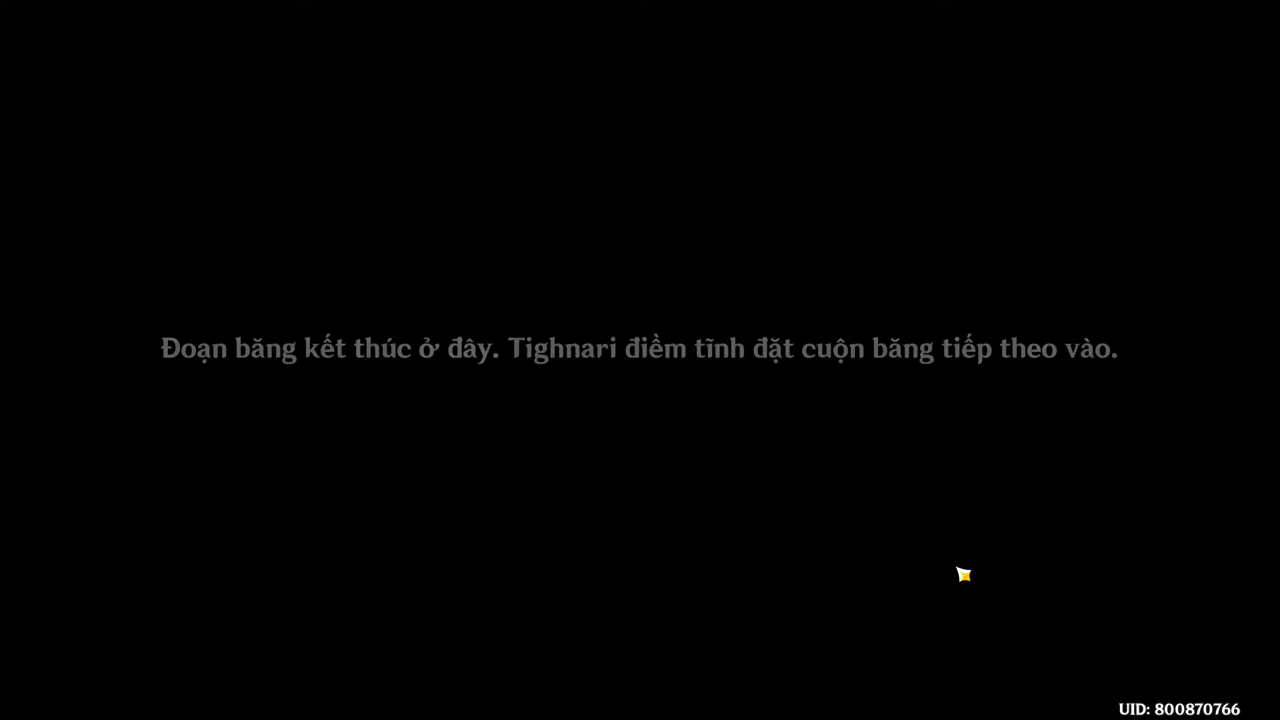 Đoạn băng kết thúc ở đây. Tighnari điềm tĩnh đặt cuộn băng tiếp theo vào.
UID: 800870766